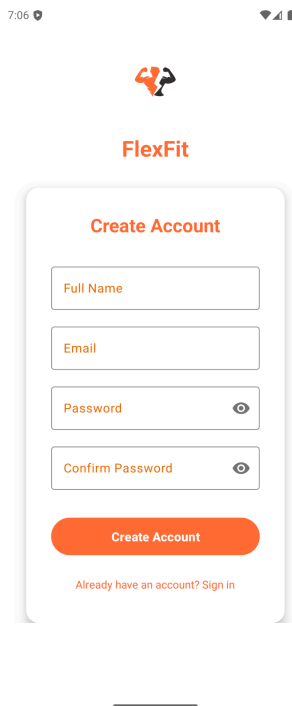 7:06
FlexFit
Create Account
Full Name
Email
Password
Confirm Password
Create Account
Already have an account? Sign in